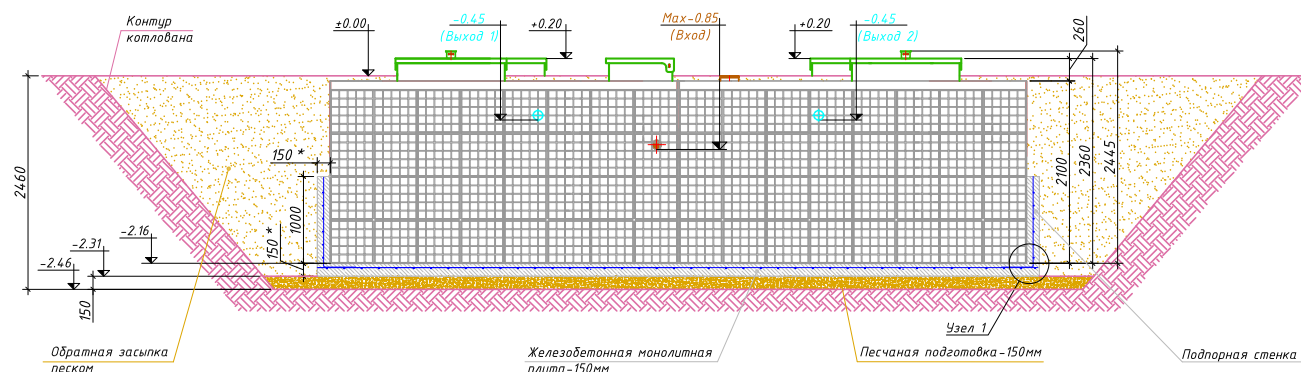 Контур
котлована
±0.00
-0.45
(Выход 1)
+0.20
Max-0.85
(Вход)
+0.20
-0.45
(Выход 2)
260
2460
150 *
1000
150 *
2100
2360
2445
-2.16
-2.31
-2.46
150
Узел 1
Обратная засыпка
песком
Железобетонная монолитная
плита-150мм
Песчаная подготовка-150мм
Подпорная стенка